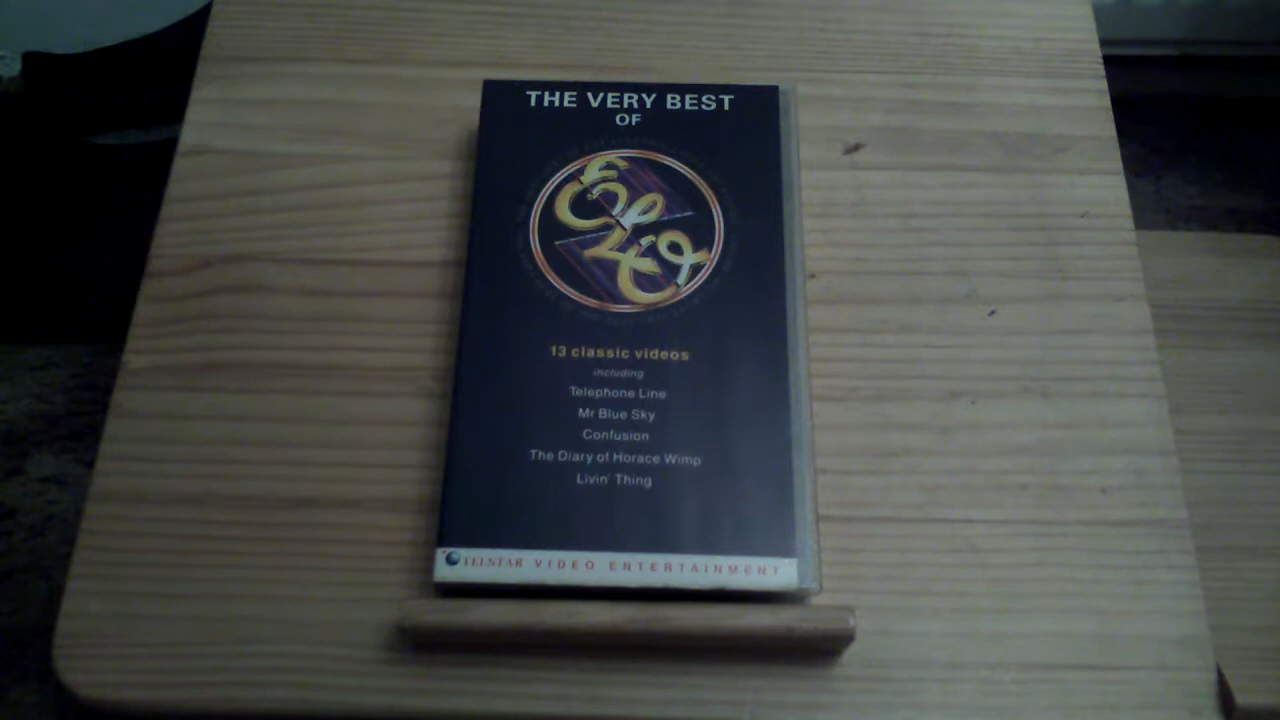 THE VERY BEST
OF
ELO
13 classic videos
including
Telephone Line
Mr Blue Sky
Confusion
The Diary of Horace Wimp
Livin' Thing
TELSTAR VIDEO ENTERTAINMENT